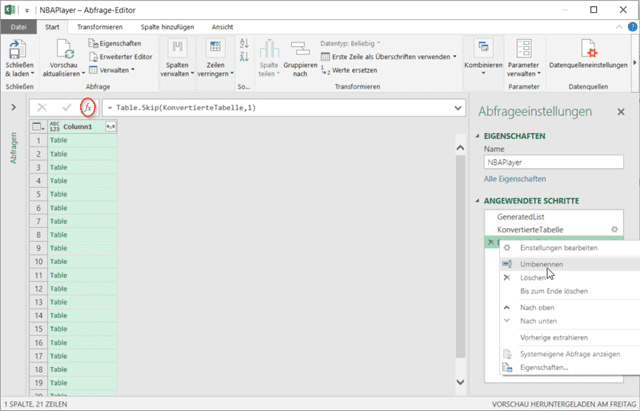 NBAPlayer – Abfrage-Editor
Datei Start Transformieren Spalte hinzufügen Ansicht
Schließen & laden
Schließen
Vorschau aktualisieren
Eigenschaften
Erweiterter Editor
Verwalten
Abfrage
Spalten verwalten
Zeilen verringern
So...
Spalte teilen
Gruppieren nach
Datentyp: Beliebig
Erste Zeile als Überschriften verwenden
Werte ersetzen
Transformieren
Kombinieren
Parameter verwalten
Parameter
Datenquelleneinstellungen
Datenquellen
Abfragen
fx
= Table.Skip(KonvertierteTabelle,1)
ABC 123 Column1
1 Table
2 Table
3 Table
4 Table
5 Table
6 Table
7 Table
8 Table
9 Table
10 Table
11 Table
12 Table
13 Table
14 Table
15 Table
16 Table
17 Table
18 Table
19 Table
20
Abfrageeinstellungen
EIGENSCHAFTEN
Name
NBAPlayer
Alle Eigenschaften
ANGEWENDETE SCHRITTE
GeneratedList
KonvertierteTabelle
Einstellungen bearbeiten
Umbenennen
Löschen
Bis zum Ende löschen
Nach oben
Nach unten
Vorherige extrahieren
Systemeigene Abfrage anzeigen
Eigenschaften...
1 SPALTE, 21 ZEILEN
VORSCHAU HERUNTERGELADEN AM FREITAG